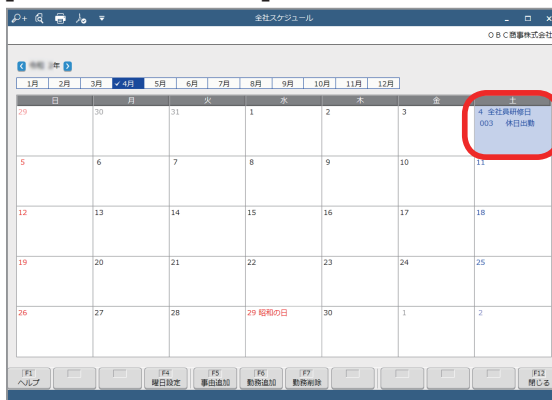 全社スケジュール
OBC商事株式会社
年
1月 2月 3月 ✓4月 5月 6月 7月 8月 9月 10月 11月 12月
日 月 火 水 木 金 土
29 30 31 1 2 3 4 全社員研修日
003 休日出勤
5 6 7 8 9 10 11
12 13 14 15 16 17 18
19 20 21 22 23 24 25
26 27 28 29 昭和の日 30 1 2
F1 F4 F5 F6 F7 F12
ヘルプ 曜日設定 事由追加 勤務追加 勤務削除 閉じる